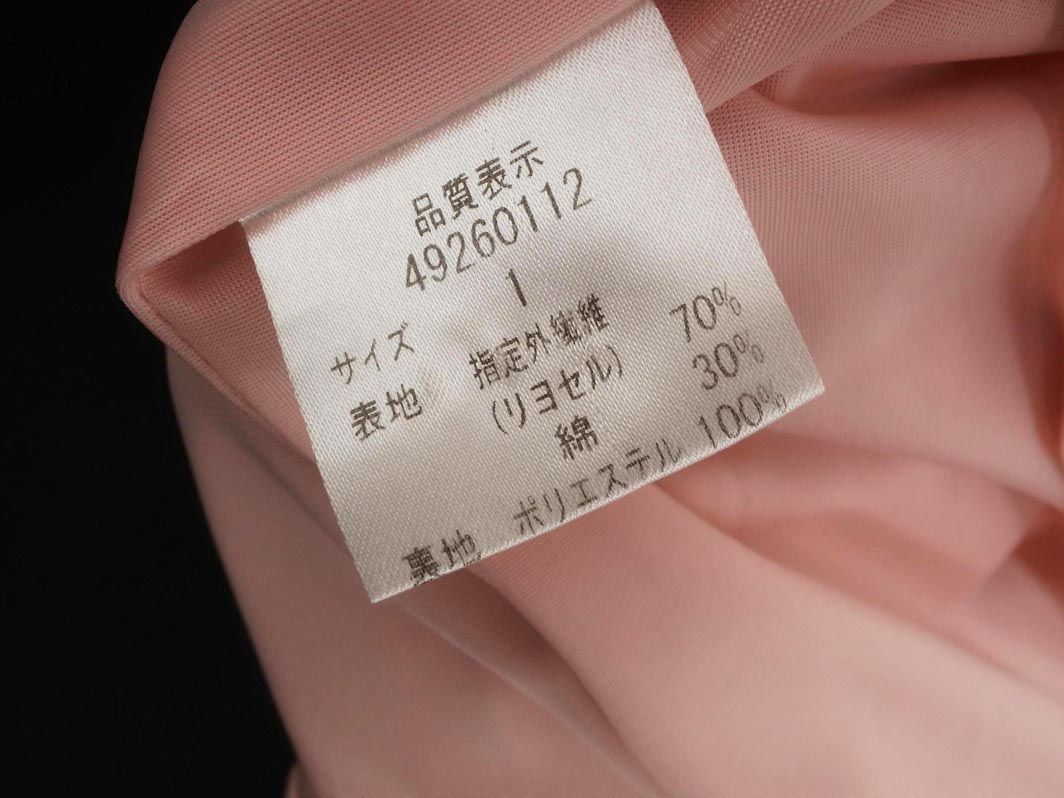 品質表示
49260112
サイズ 1
表地 指定外繊維 70%
(リヨセル)
綿 30%
裏地 ポリエステル 100%